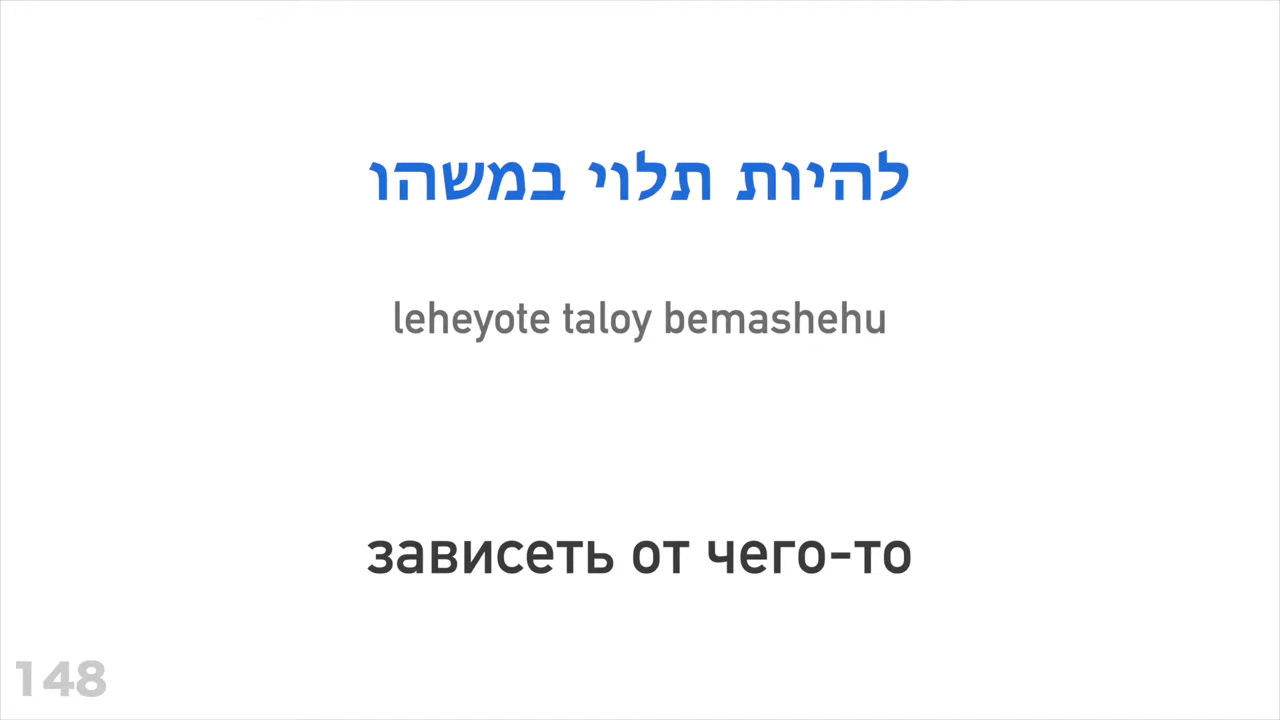 להיות תלוי במשהו
leheyote taloy bemashehu
зависеть от чего-то
148